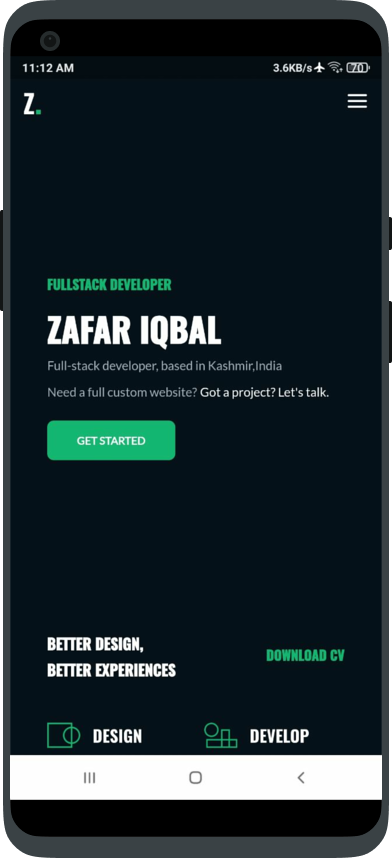 11:12 AM 3.6KB/s 70
Z.
FULLSTACK DEVELOPER
ZAFAR IQBAL
Full-stack developer, based in Kashmir,India
Need a full custom website? Got a project? Let's talk.
GET STARTED
BETTER DESIGN,
BETTER EXPERIENCES
DOWNLOAD CV
DESIGN DEVELOP